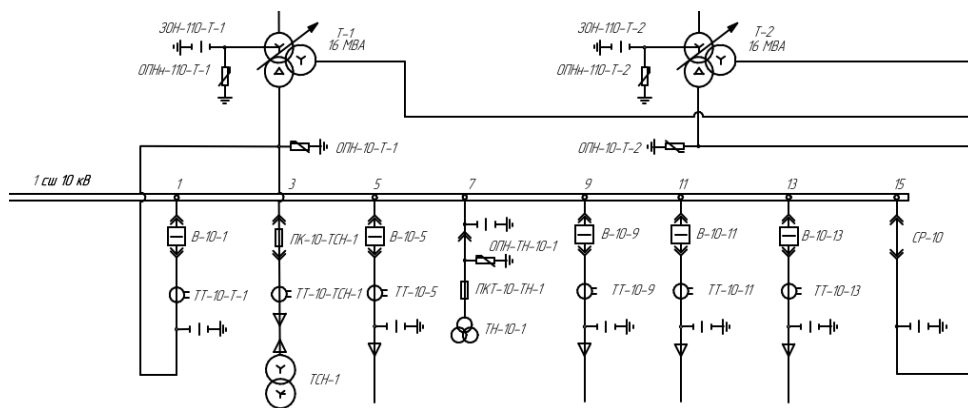 ЗОН-110-Т-1
Т-1
16 МВА
ОПНн-110-Т-1
ЗОН-110-Т-2
Т-2
16 МВА
ОПНн-110-Т-2
ОПН-10-Т-1
ОПН-10-Т-2
1 сш 10 кВ
1
3
5
7
9
11
13
15
В-10-1
ПК-10-ТСН-1
В-10-5
ОПН-ТН-10-1
В-10-9
В-10-11
В-10-13
СР-10
ТТ-10-Т-1
ТТ-10-ТСН-1
ТТ-10-5
ПКТ-10-ТН-1
ТТ-10-9
ТТ-10-11
ТТ-10-13
ТН-10-1
ТСН-1